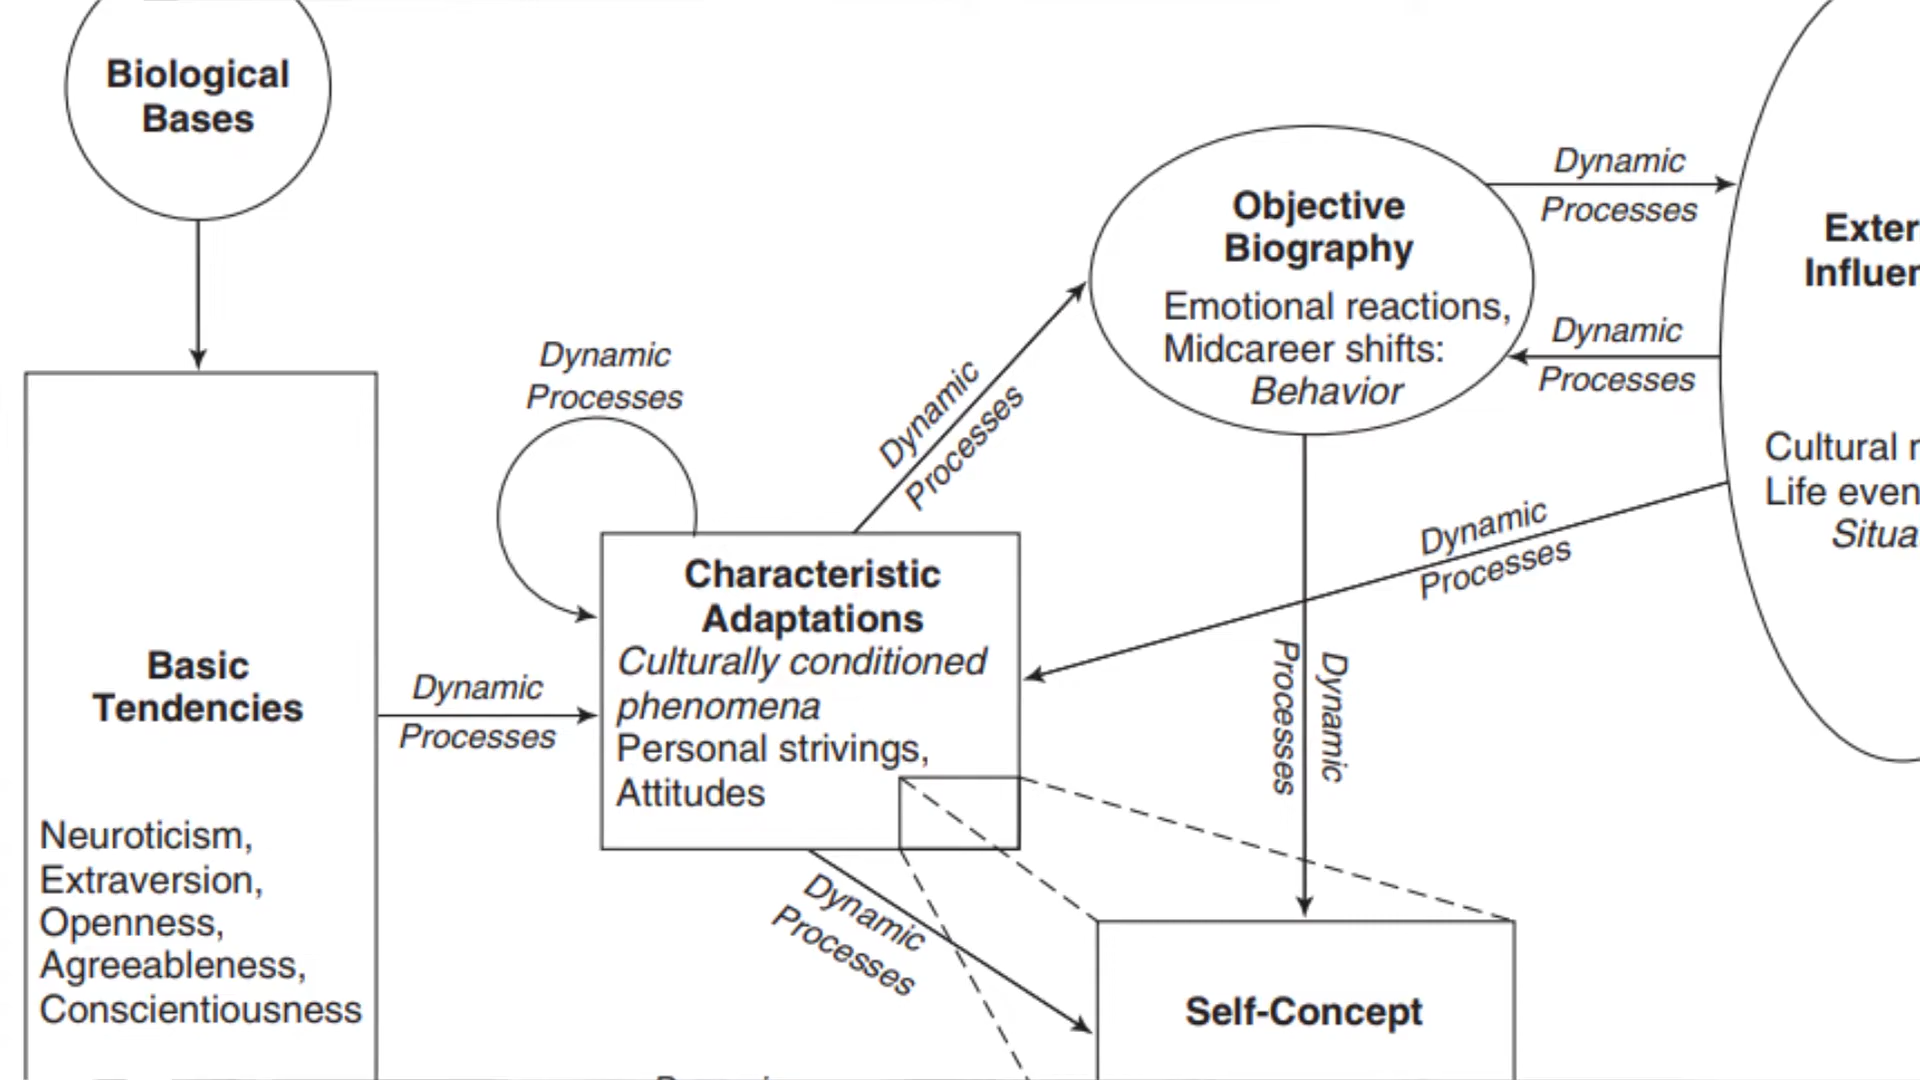 Biological
Bases
Dynamic
Processes
Objective
Biography
Emotional reactions,
Midcareer shifts:
Behavior
Dynamic
Processes
Dynamic
Processes
Dynamic
Processes
Characteristic
Adaptations
Culturally conditioned
phenomena
Personal strivings,
Attitudes
Basic
Tendencies
Neuroticism,
Extraversion,
Openness,
Agreeableness,
Conscientiousness
Dynamic
Processes
Dynamic
Processes
Dynamic
Processes
Dynamic
Processes
Self-Concept
Cultural
Life